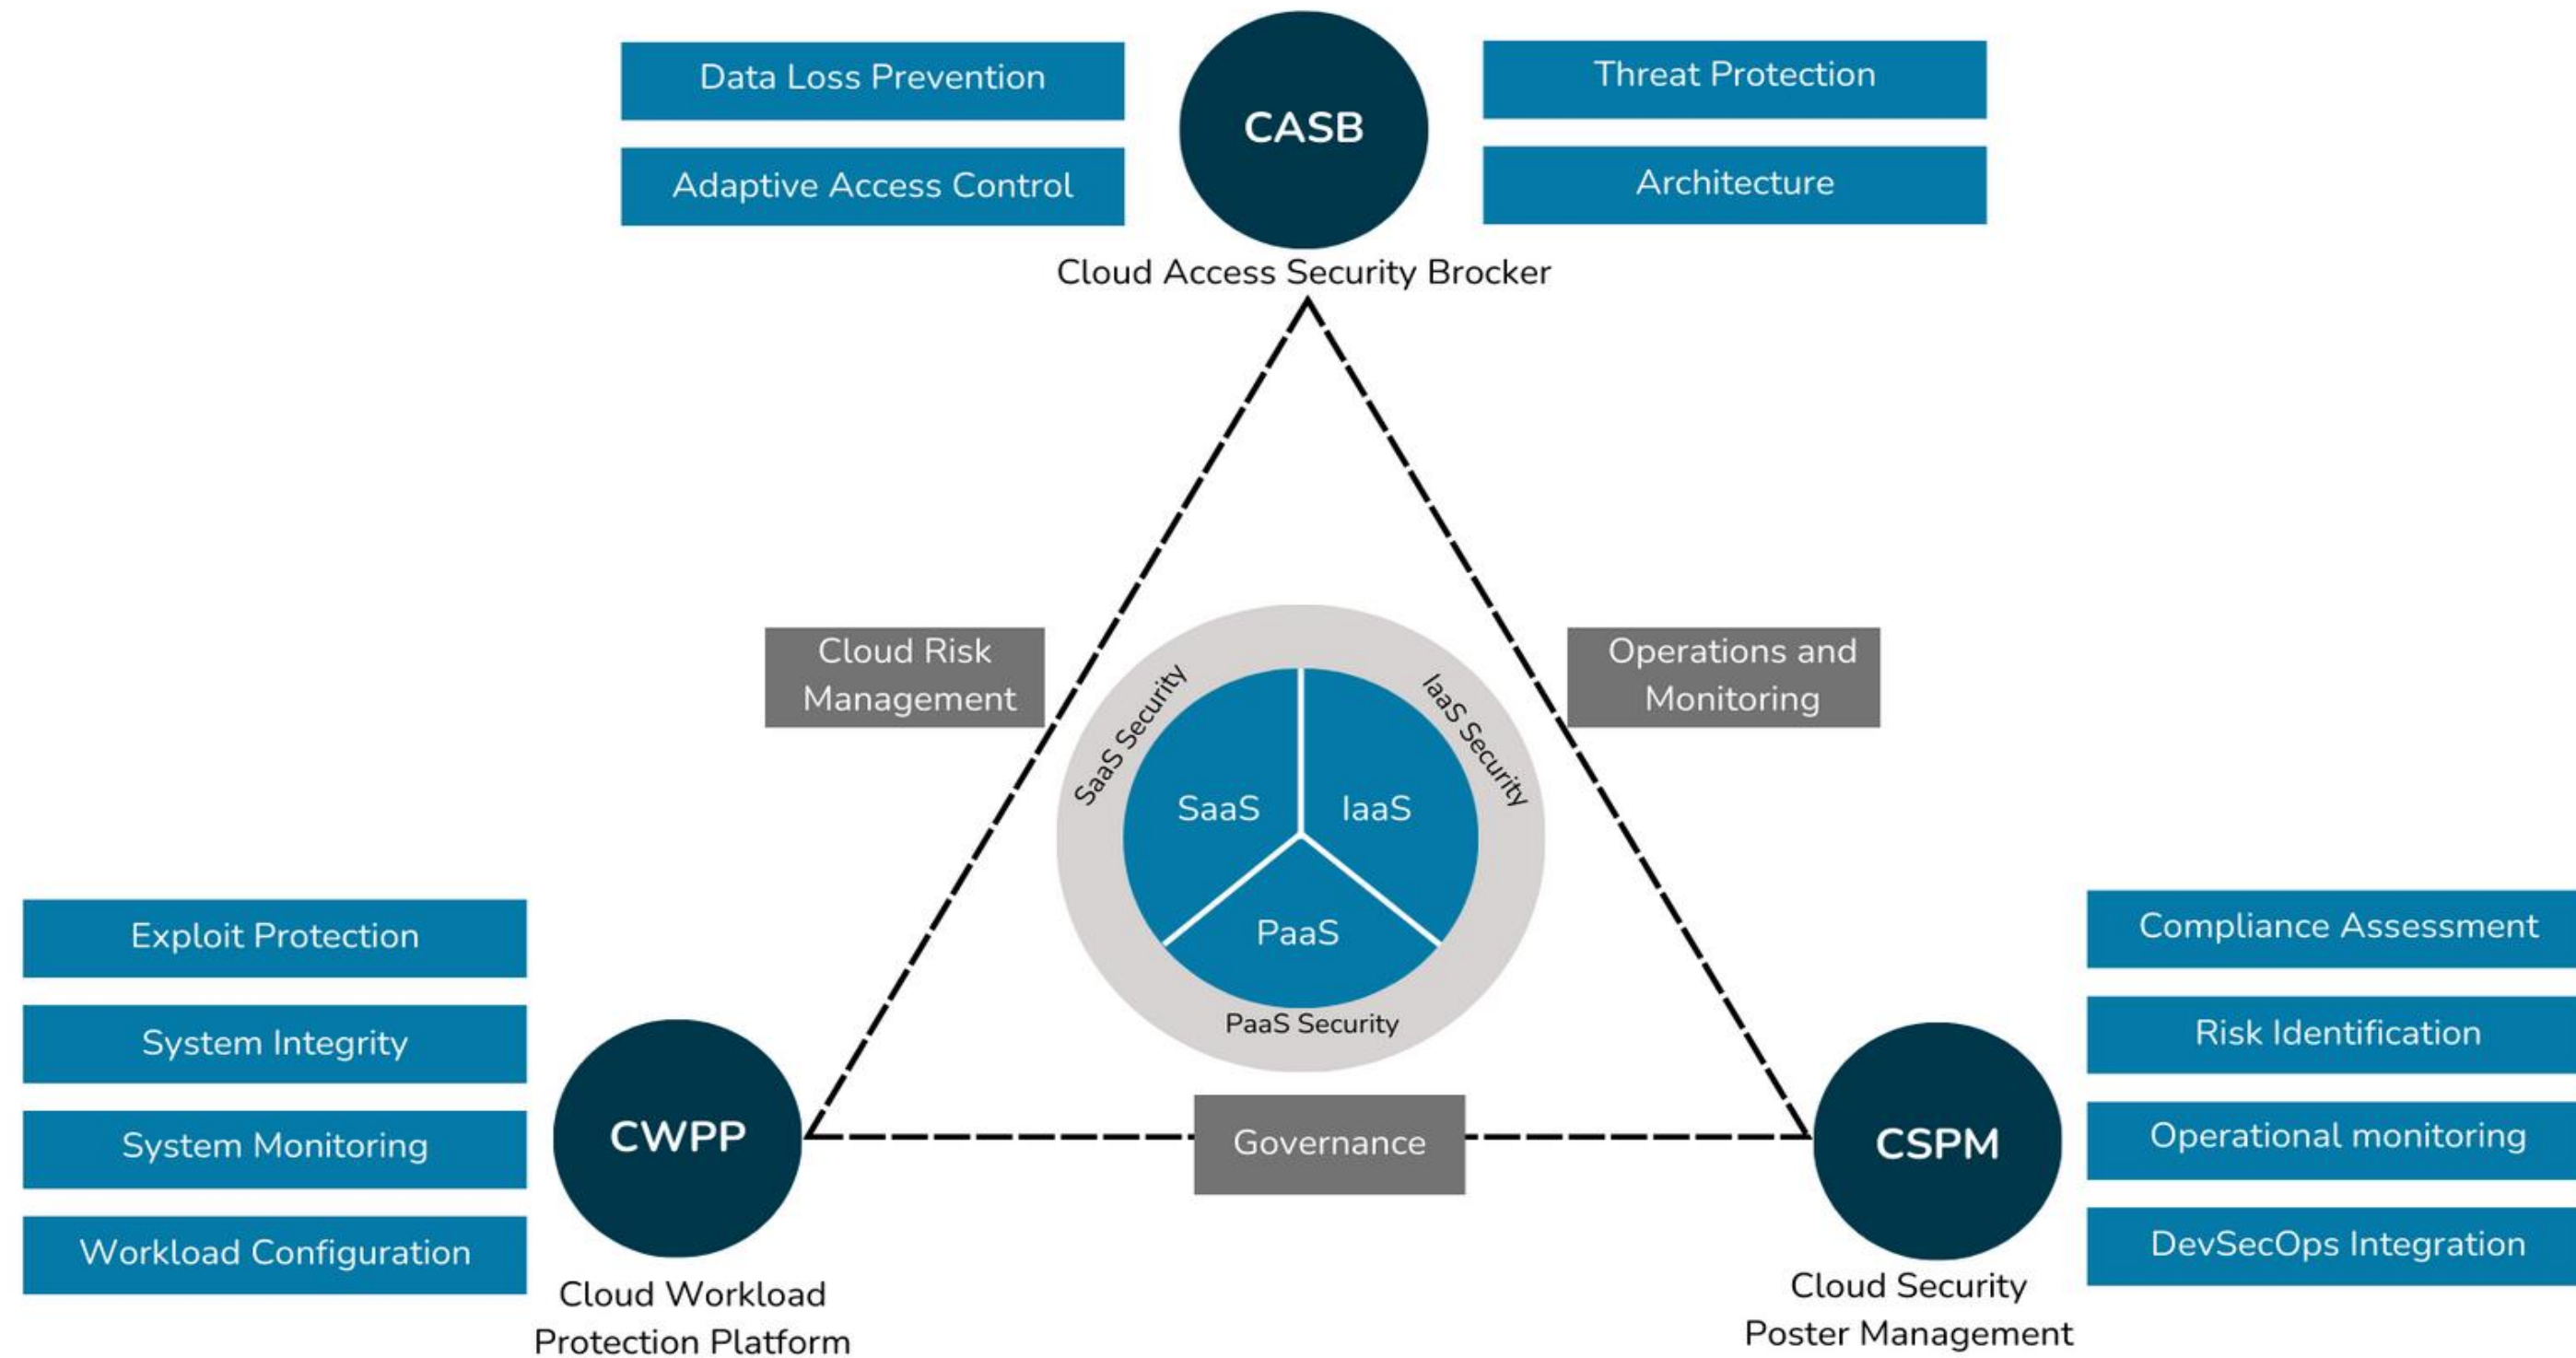 Data Loss Prevention
Adaptive Access Control
CASB
Threat Protection
Architecture
Cloud Access Security Brocker
Cloud Risk
Management
Operations and
Monitoring
SaaS Security
IaaS Security
SaaS
IaaS
PaaS
PaaS Security
Governance
Exploit Protection
System Integrity
System Monitoring
Workload Configuration
CWPP
Cloud Workload
Protection Platform
CSPM
Cloud Security
Poster Management
Compliance Assessment
Risk Identification
Operational monitoring
DevSecOps Integration